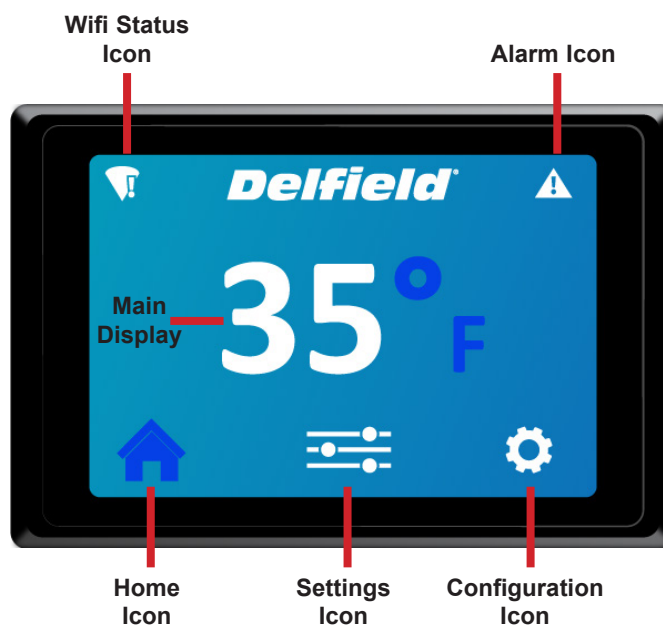 Wifi Status
Icon
Alarm Icon
Delfield®
35°F
Main
Display
Home
Icon
Settings
Icon
Configuration
Icon